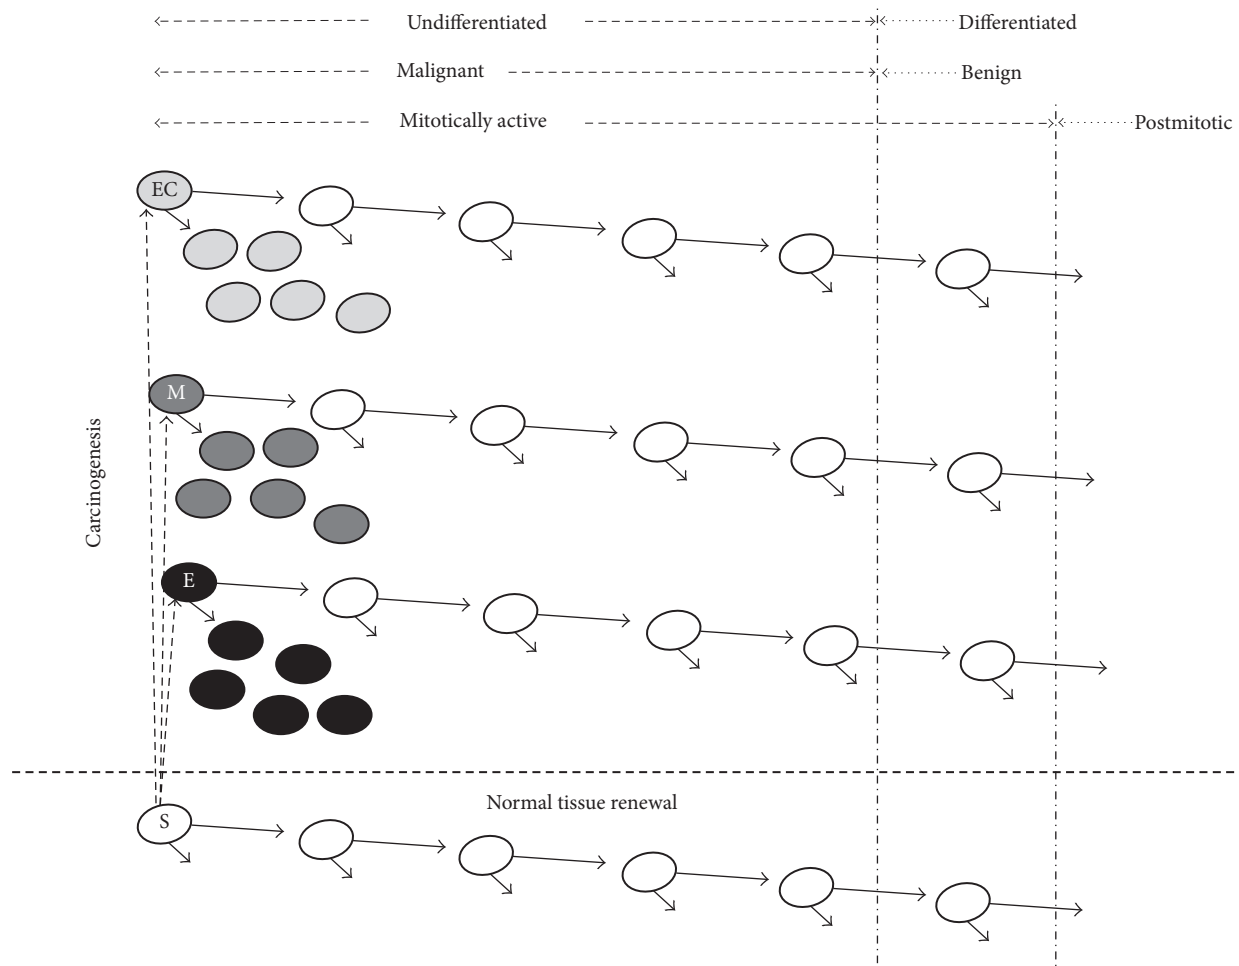 Undifferentiated
Differentiated
Malignant
Benign
Mitotically active
Postmitotic
EC
M
Carcinogenesis
E
Normal tissue renewal
S